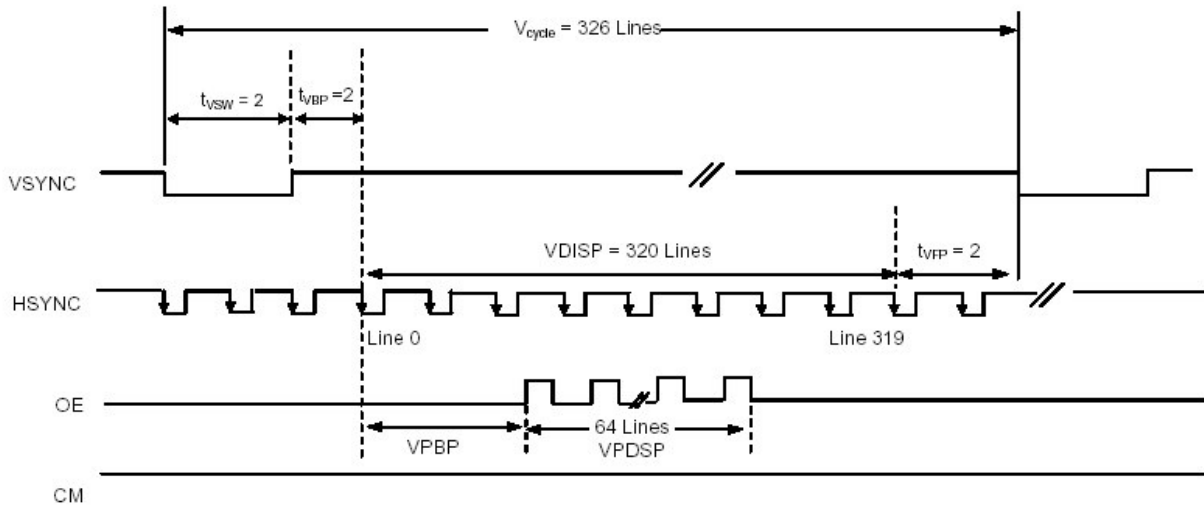 Vcycle = 326 Lines
tVSW = 2
tVBP =2
VSYNC
VDISP = 320 Lines
tVFP = 2
HSYNC
Line 0
Line 319
OE
64 Lines
VPBP
VPDSP
CM